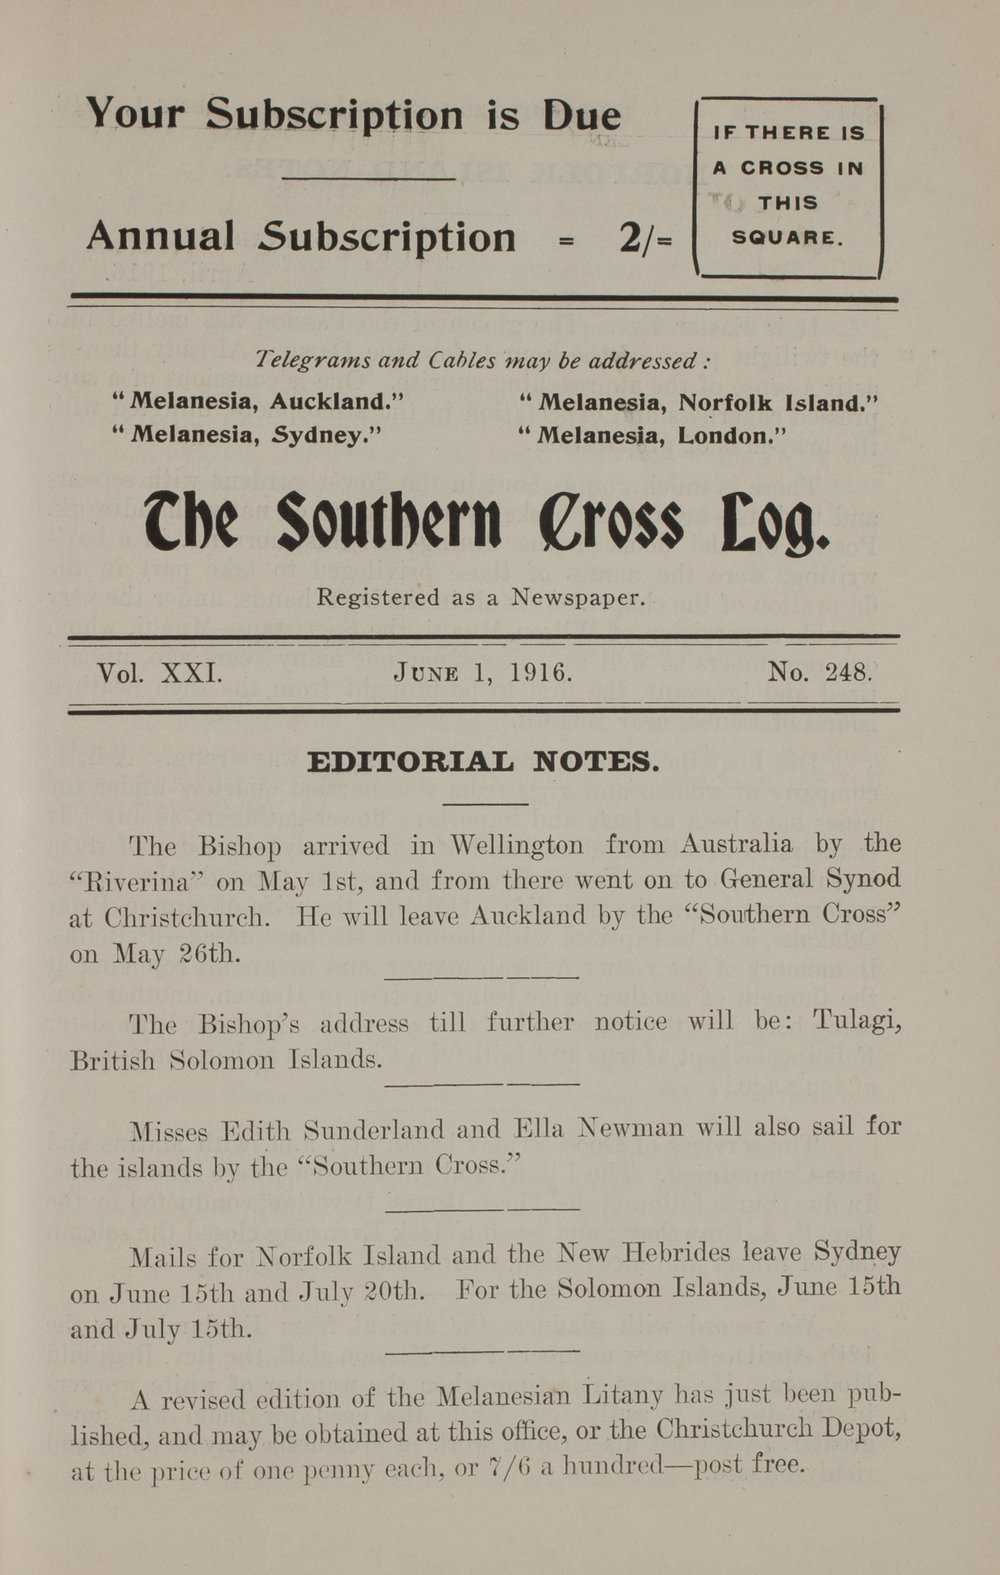 Your Subscription is Due
Annual Subscription = 2/=
IF THERE IS
A CROSS IN
THIS
SQUARE.
Telegrams and Cables may be addressed :
"Melanesia, Auckland." "Melanesia, Norfolk Island."
"Melanesia, Sydney." "Melanesia, London."
The Southern Cross Log.
Registered as a Newspaper.
Vol. XXI. JUNE 1, 1916. No. 248.
EDITORIAL NOTES.
The Bishop arrived in Wellington from Australia by the
"Riverina" on May 1st, and from there went on to General Synod
at Christchurch. He will leave Auckland by the "Southern Cross"
on May 26th.
The Bishop's address till further notice will be: Tulagi,
British Solomon Islands.
Misses Edith Sunderland and Ella Newman will also sail for
the islands by the "Southern Cross."
Mails for Norfolk Island and the New Hebrides leave Sydney
on June 15th and July 20th. For the Solomon Islands, June 15th
and July 15th.
A revised edition of the Melanesian Litany has just been pub-
lished, and may be obtained at this office, or the Christchurch Depot,
at the price of one penny each, or 7/6 a hundred—post free.